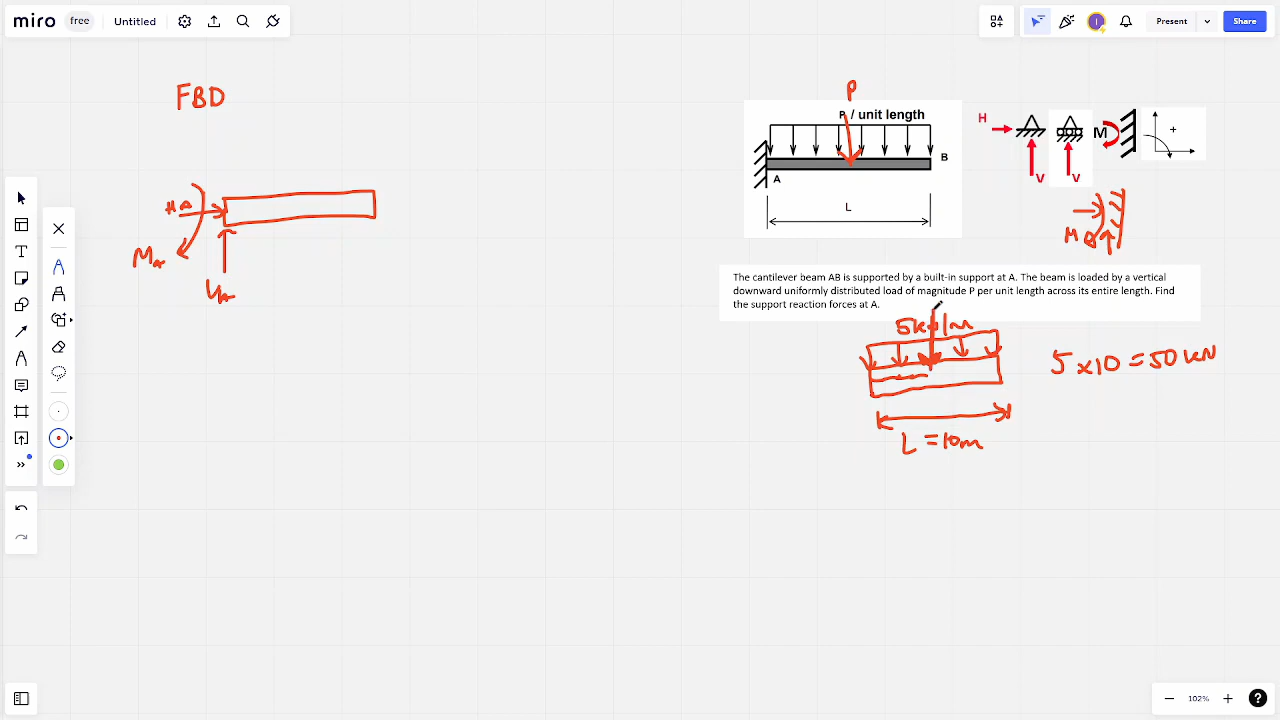 miro free Untitled
Present Share
FBD
HA
MA
VA
P
P / unit length
A
B
L
H
V
V
M
+
M
The cantilever beam AB is supported by a built-in support at A. The beam is loaded by a vertical
downward uniformly distributed load of magnitude P per unit length across its entire length. Find
the support reaction forces at A.
5kN/m
5 x 10 = 50 kN
L = 10m
102%